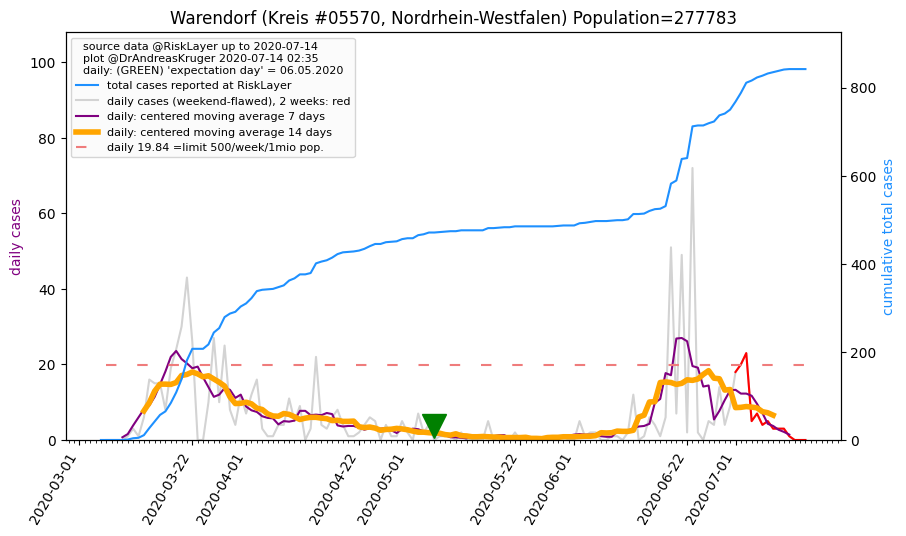 Warendorf (Kreis #05570, Nordrhein-Westfalen) Population=277783
source data @RiskLayer up to 2020-07-14
plot @DrAndreasKruger 2020-07-14 02:35
daily: (GREEN) 'expectation day' = 06.05.2020
total cases reported at RiskLayer
daily cases (weekend-flawed), 2 weeks: red
daily: centered moving average 7 days
daily: centered moving average 14 days
daily 19.84 =limit 500/week/1mio pop.
daily cases
100
80
60
40
20
0
cumulative total cases
800
600
400
200
0
2020-03-01
2020-03-22
2020-04-01
2020-04-22
2020-05-01
2020-05-22
2020-06-01
2020-06-22
2020-07-01